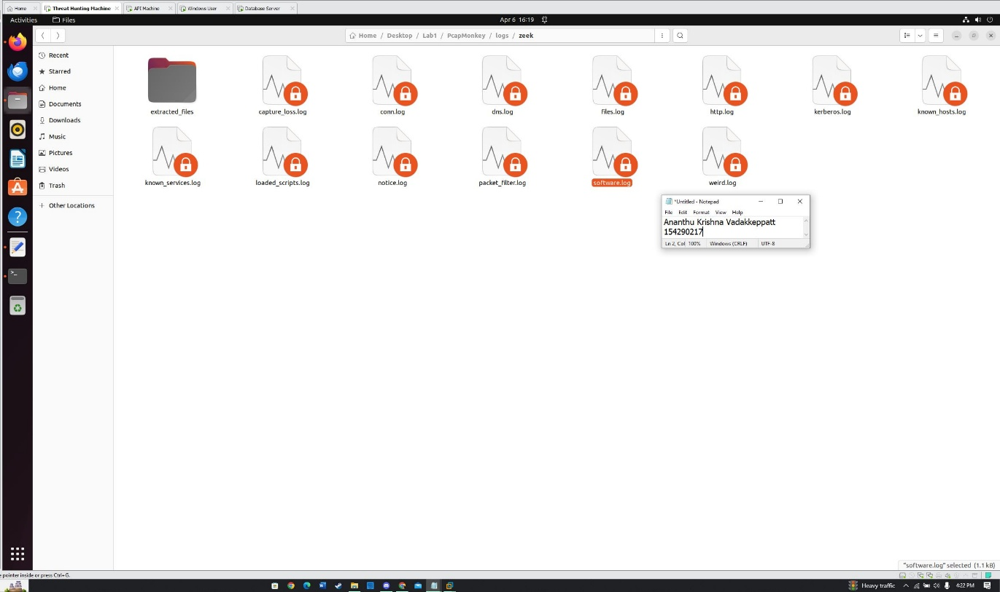 Home
Threat Hunting Machine
API Machine
Windows User
Database Server
Activities
Files
Apr 6 16:19
Home / Desktop / Lab1 / PcapMonkey / logs / zeek
Recent
Starred
Home
Documents
Downloads
Music
Pictures
Videos
Trash
+ Other Locations
extracted_files
capture_loss.log
conn.log
dns.log
files.log
http.log
kerberos.log
known_hosts.log
known_services.log
loaded_scripts.log
notice.log
packet_filter.log
software.log
weird.log
*Untitled - Notepad
File Edit Format View Help
Ananthu Krishna Vadakkeppatt
154290217
Ln 2, Col 100% Windows (CRLF) UTF-8
"software.log" selected (1.1 kB)
pointer inside or press Ctrl+G.
Heavy traffic
4:22 PM